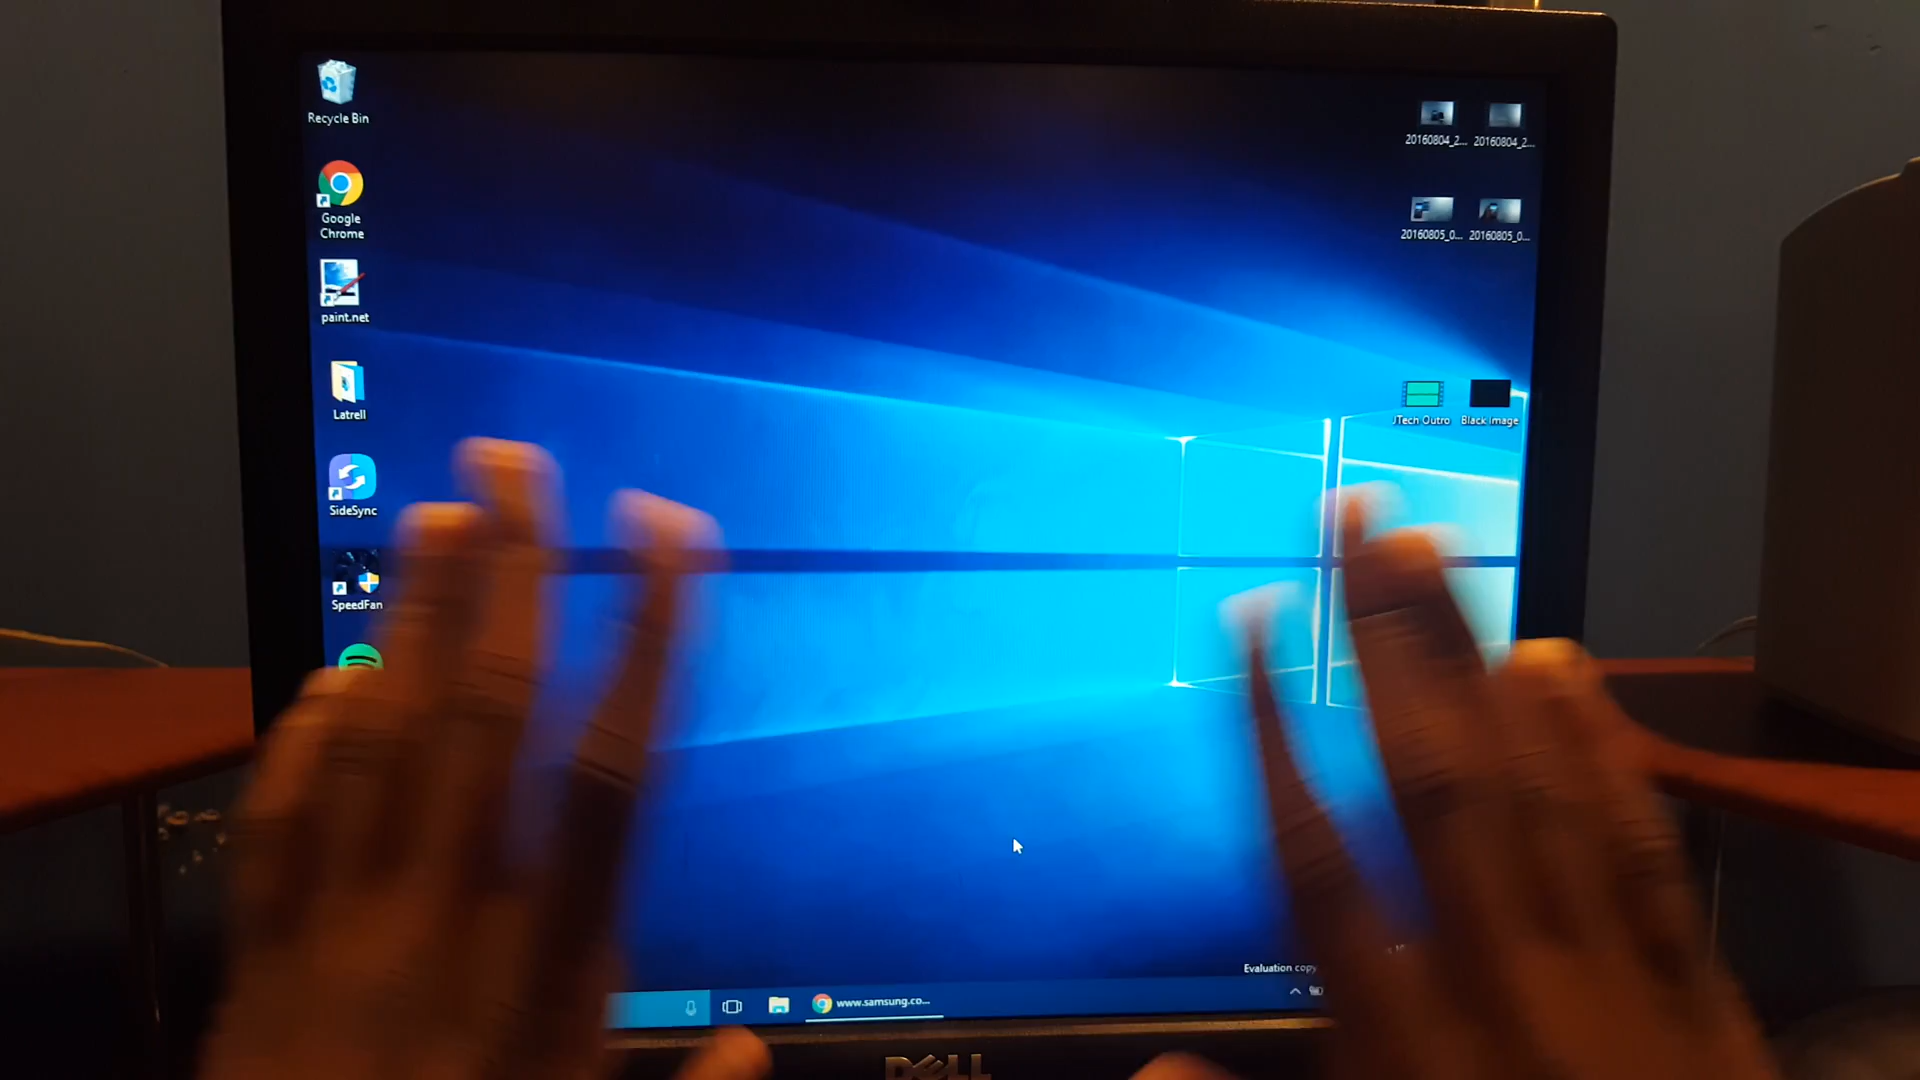 Recycle Bin
20160804_2...
20160804_2...
Google
Chrome
20160805_0...
20160805_0...
paint.net
Latrell
JTech Outro
Black image
SideSync
SpeedFan
Evaluation copy
www.samsung.co...
DELL